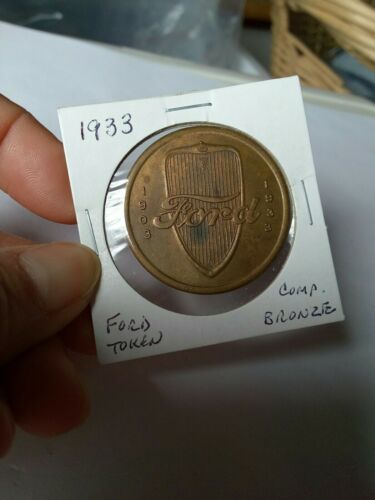 1933
1903
Ford
1933
FORD
TOKEN
COMP.
BRONZE